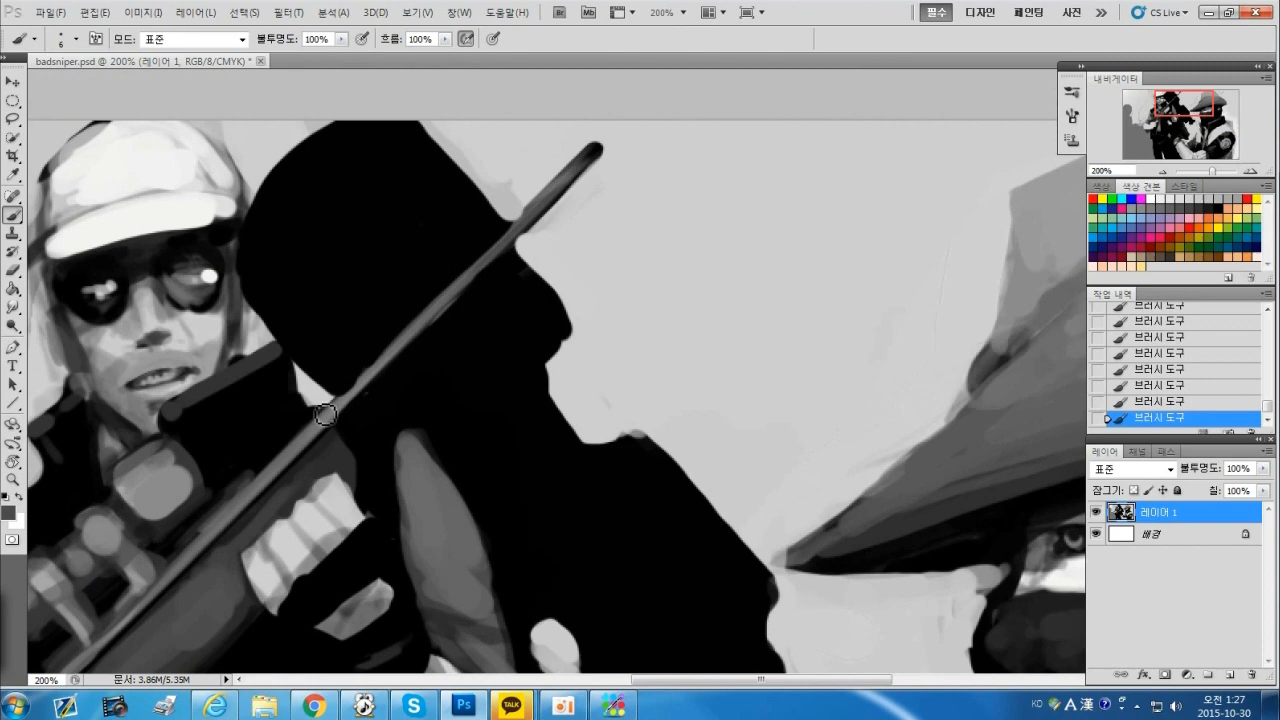 Ps 파일(F) 편집(E) 이미지(I) 레이어(L) 선택(S) 필터(T) 분석(A) 3D(D) 보기(V) 창(W) 도움말(H) Br Mb 200% 필수 디자인 페인팅 사진 CS Live
6 모드: 표준 불투명도: 100% 흐름: 100%
badsniper.psd @ 200% (레이어 1, RGB/8/CMYK) *
내비게이터
200%
색상 색상 견본 스타일
작업 내역
브러시 도구
브러시 도구
브러시 도구
브러시 도구
브러시 도구
브러시 도구
브러시 도구
브러시 도구
레이어 채널 패스
표준 불투명도: 100%
잠그기: 칠: 100%
레이어 1
배경
200% 문서: 3.86M/5.35M
TALK
KO A 漢 오전 1:27
2015-10-30